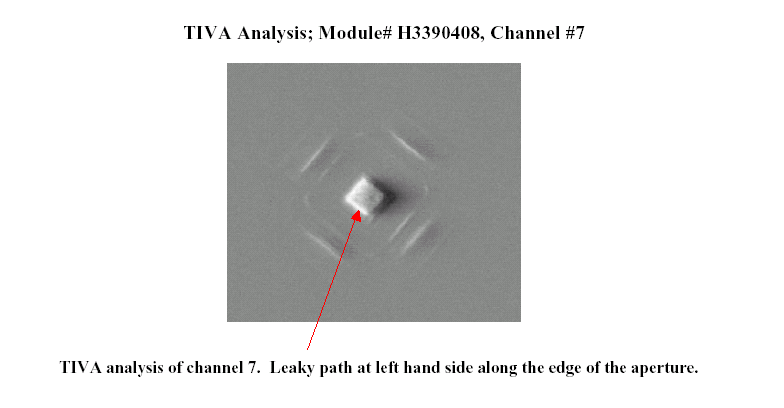 TIVA Analysis; Module# H3390408, Channel #7
TIVA analysis of channel 7.  Leaky path at left hand side along the edge of the aperture.